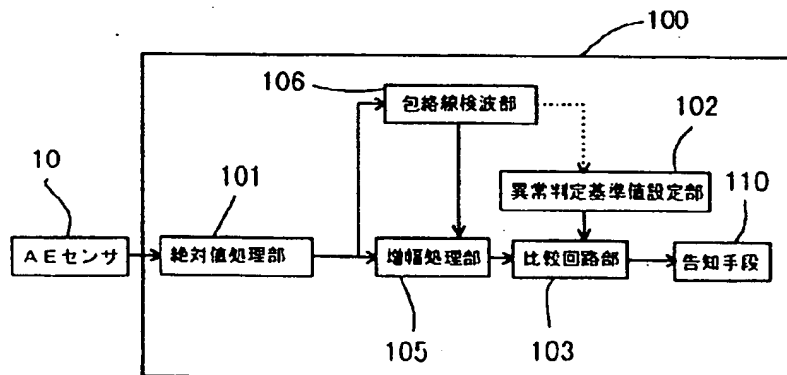 100
106
包絡線検波部
102
10
101
異常判定基準値設定部
110
AEセンサ
絶対値処理部
増幅処理部
比較回路部
告知手段
105
103